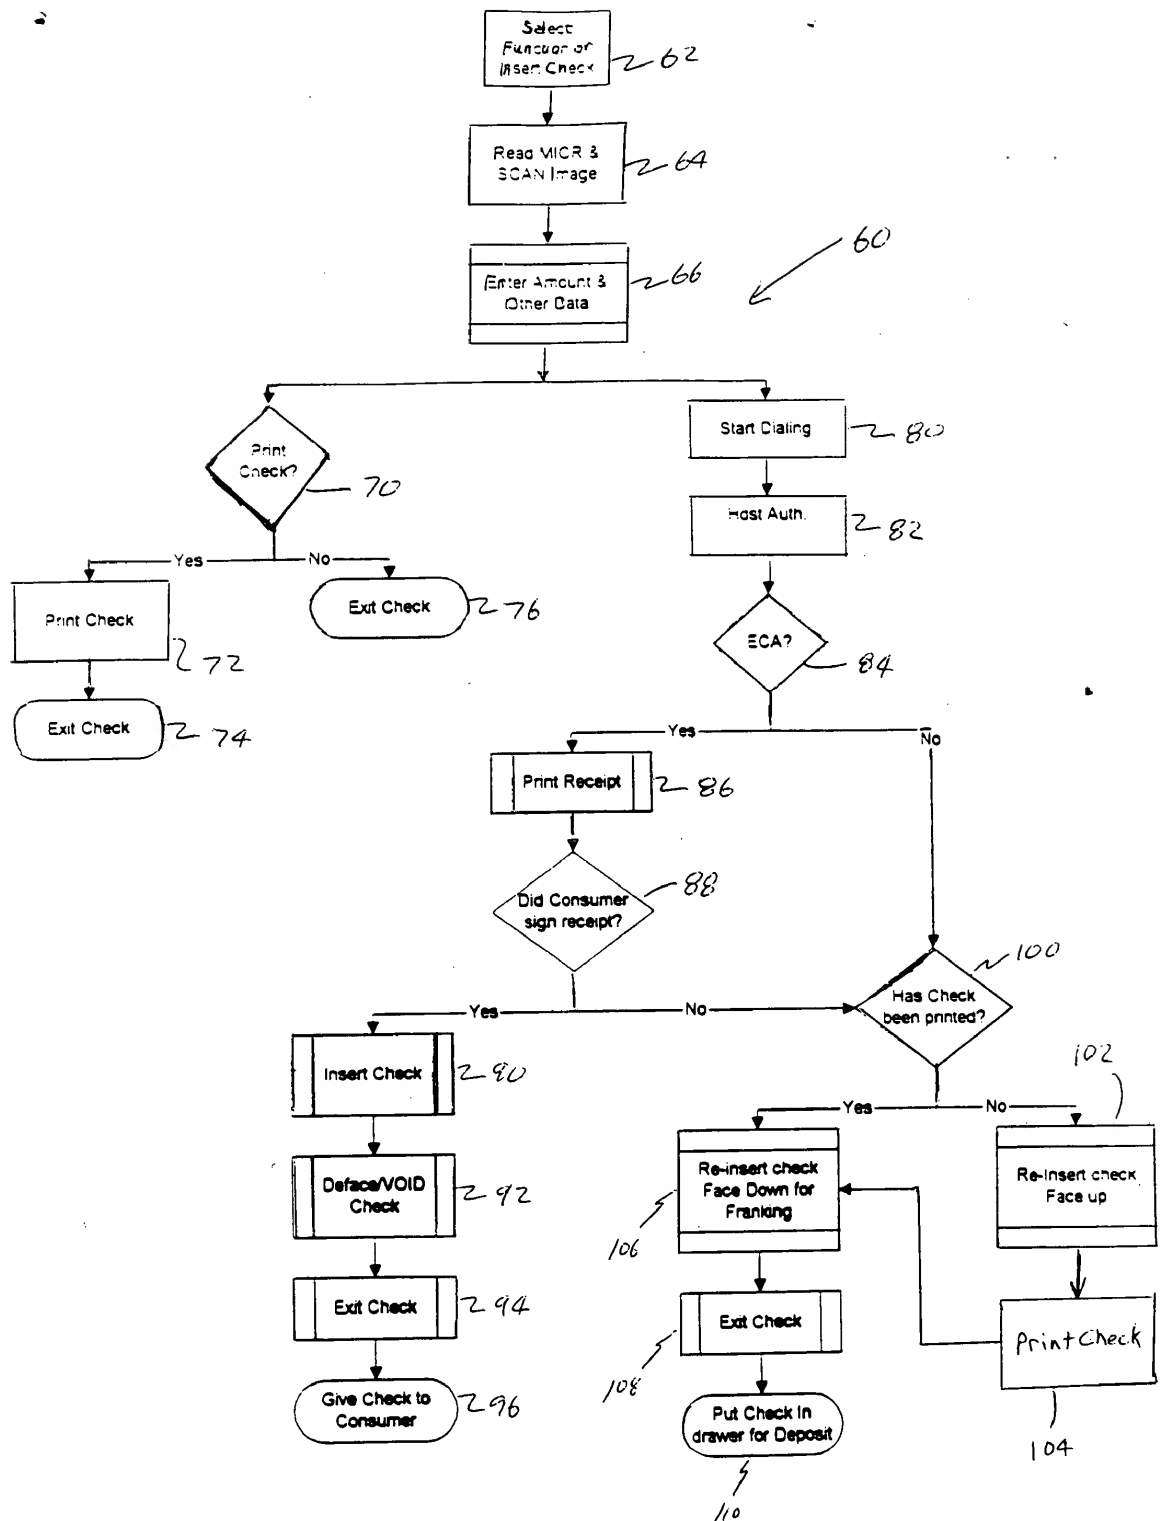 Select
Function or
Insert Check
62
Read MICR &
SCAN Image
64
60
Enter Amount &
Other Data
66
Print
Check?
70
Start Dialing
80
Host Auth.
82
Yes
No
Print Check
72
Exit Check
76
ECA?
84
Exit Check
74
Yes
No
Print Receipt
86
Did Consumer
sign receipt?
88
Has Check
been printed?
100
Yes
No
Insert Check
90
Yes
No
102
Deface/VOID
Check
92
Re-insert check
Face Down for
Franking
106
Re-Insert check
Face up
Exit Check
94
Exit Check
108
Print Check
104
Give Check to
Consumer
96
Put Check In
drawer for Deposit
110